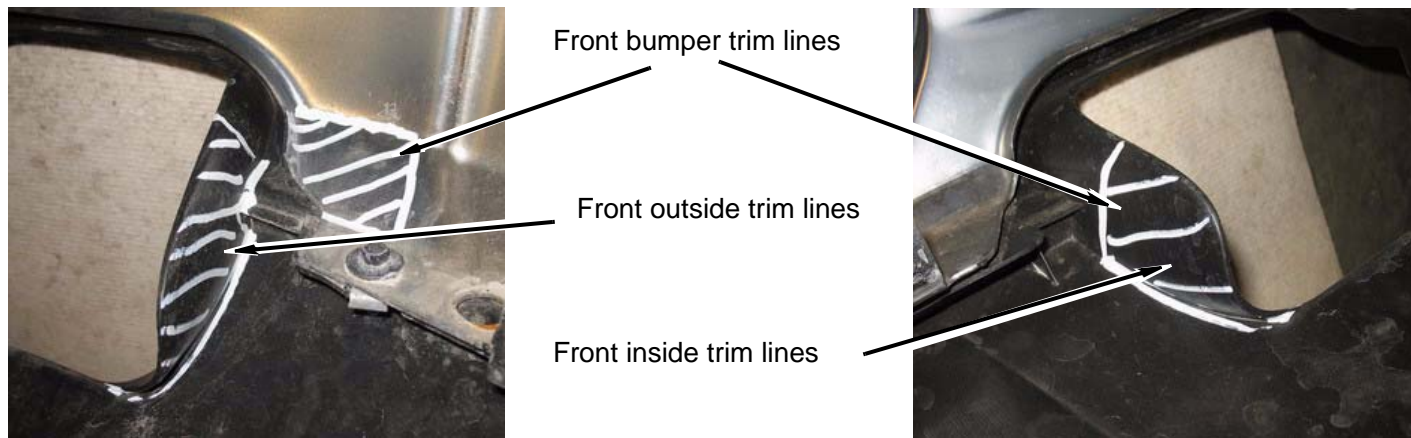 Front bumper trim lines
Front outside trim lines
Front inside trim lines